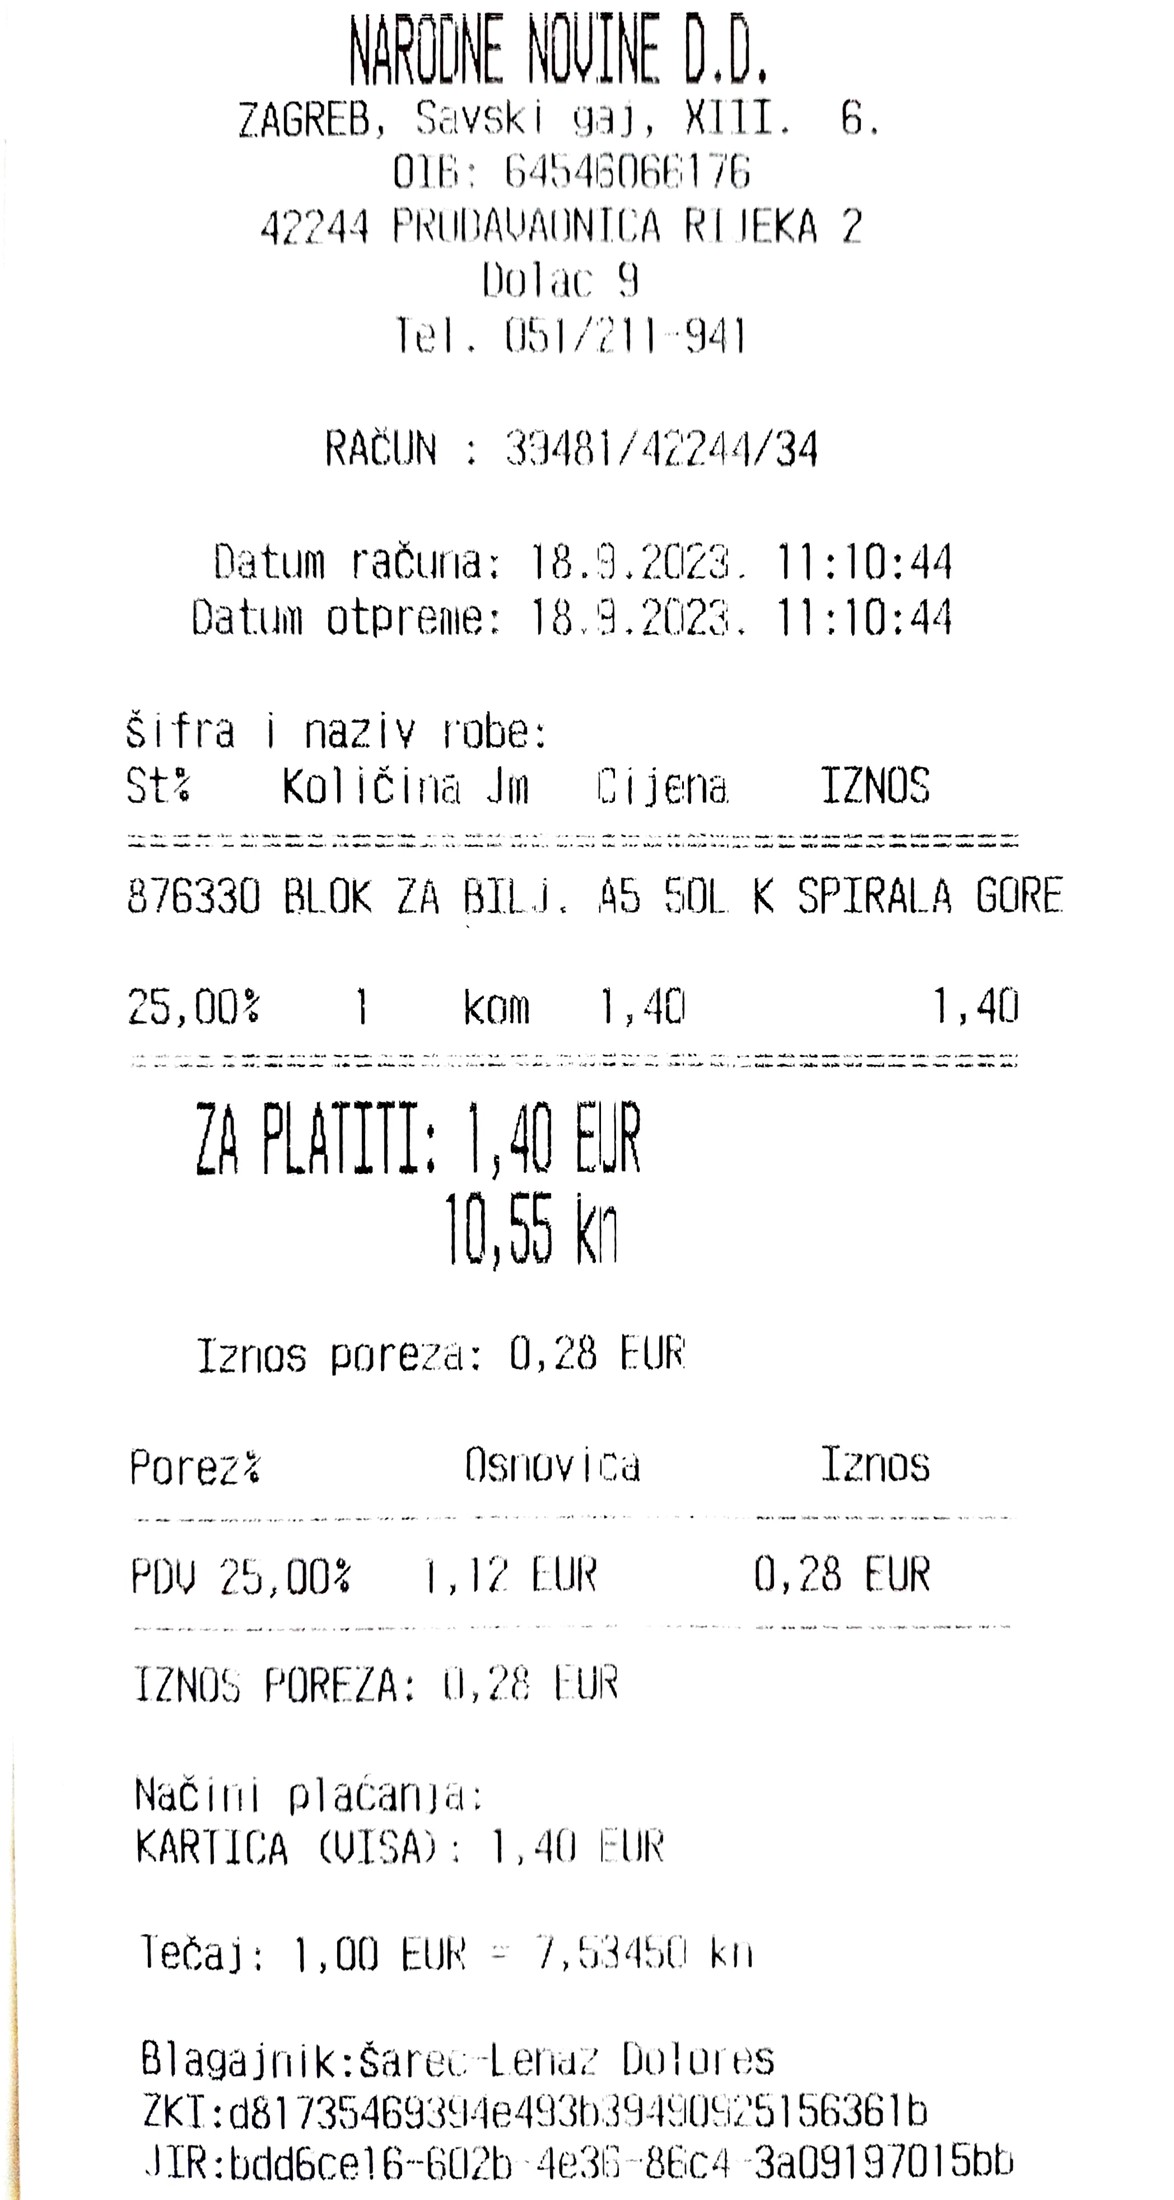 NARODNE NOVINE D.D.
ZAGREB, Savski gaj, XIII. 6.
OIB: 64546066176
42244 PRODAVAONICA RIJEKA 2
Dolac 9
Tel. 051/211-941
RAČUN : 39481/42244/34
Datum računa: 18.9.2023. 11:10:44
Datum otpreme: 18.9.2023. 11:10:44
šifra i naziv robe:
St% Količina Jm Cijena IZNOS
876330 BLOK ZA BILJ. A5 50L K SPIRALA GORE
25,00% 1 kom 1,40 1,40
ZA PLATITI: 1,40 EUR
10,55 kn
Iznos poreza: 0,28 EUR
Porez% Osnovica Iznos
PDV 25,00% 1,12 EUR 0,28 EUR
IZNOS POREZA: 0,28 EUR
Načini plaćanja:
KARTICA (VISA): 1,40 EUR
Tečaj: 1,00 EUR = 7,53450 kn
Blagajnik:Šarec-Lenaz Dolores
ZKI:d81735469394e493b39490925156361b
JIR:bdd6ce16-602b-4e36-86c4-3a09197015bb